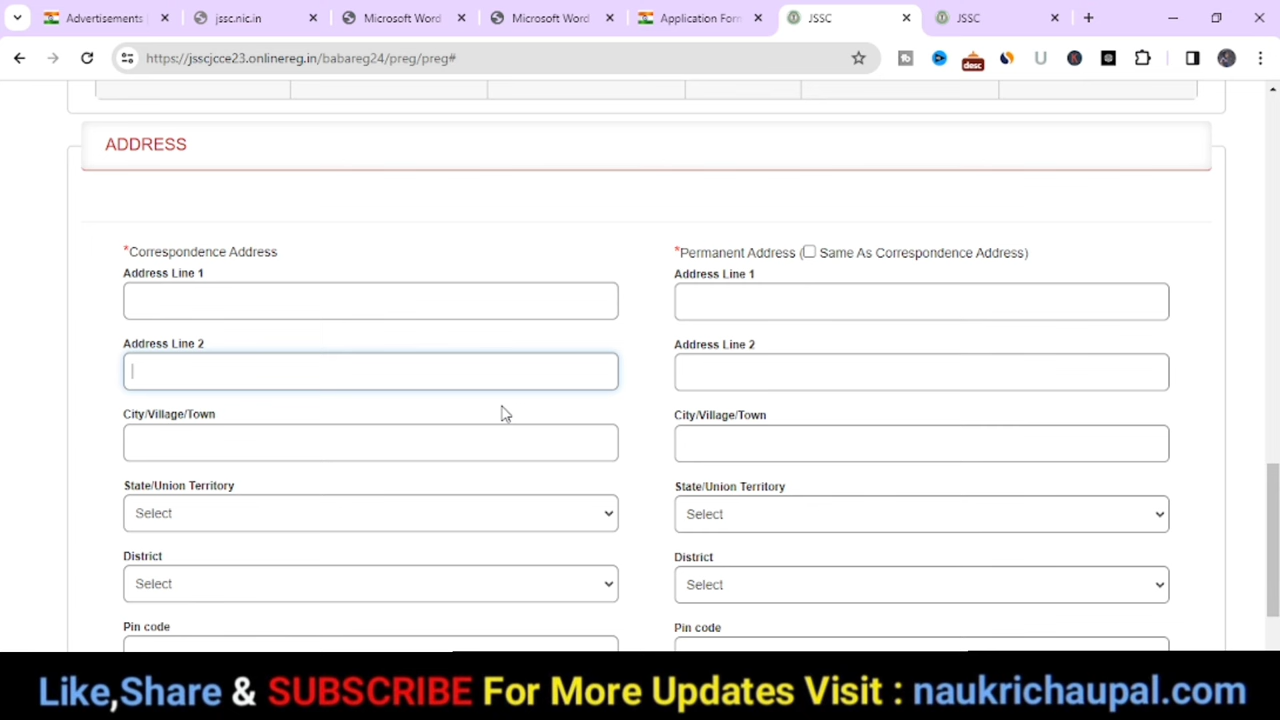 Advertisements
jssc.nic.in
Microsoft Word
Microsoft Word
Application Form
JSSC
JSSC
https://jsscjcce23.onlinereg.in/babareg24/preg/preg#
desc
U
ADDRESS
*Correspondence Address
*Permanent Address (Same As Correspondence Address)
Address Line 1
Address Line 1
Address Line 2
Address Line 2
City/Village/Town
City/Village/Town
State/Union Territory
State/Union Territory
Select
Select
District
District
Select
Select
Pin code
Pin code
Like,Share & SUBSCRIBE For More Updates Visit : naukrichaupal.com